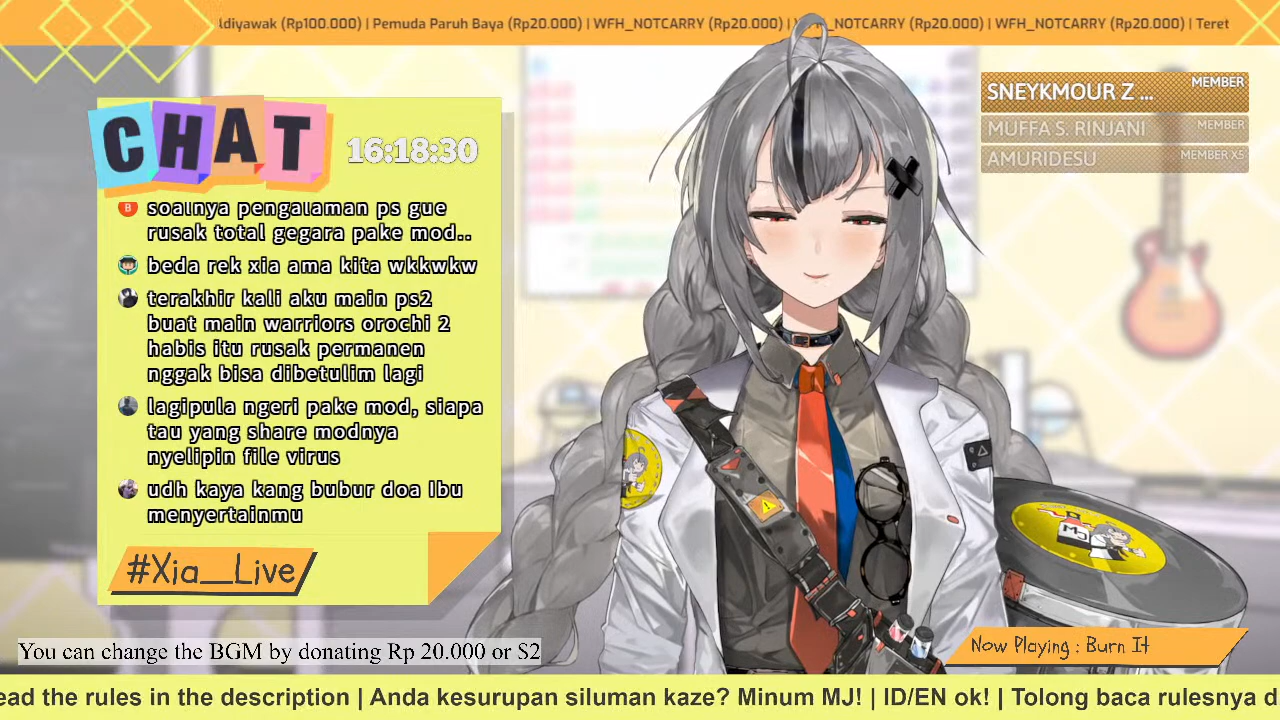 Adiyawak (Rp100.000) | Pemuda Paruh Baya (Rp20.000) | WFH_NOTCARRY (Rp20.000) | CARRY (Rp20.000) | WFH_NOTCARRY (Rp20.000) | Teret
CHAT
16:18:30
soalnya pengalaman ps gue
rusak total gegara pake mod..
beda rek xia ama kita wkkwkw
terakhir kali aku main ps2
buat main warriors orochi 2
habis itu rusak permanen
nggak bisa dibetulim lagi
lagipula ngeri pake mod, siapa
tau yang share modnya
nyelipin file virus
udh kaya kang bubur doa Ibu
menyertainmu
#Xia_Live
SNEYKMOUR Z ... MEMBER
MUFFA S. RINJANI MEMBER
AMURIDESU MEMBER X5
MJ
Now Playing : Burn It
You can change the BGM by donating Rp 20.000 or S2
ead the rules in the description | Anda kesurupan siluman kaze? Minum MJ! | ID/EN ok! | Tolong baca rulesnya d